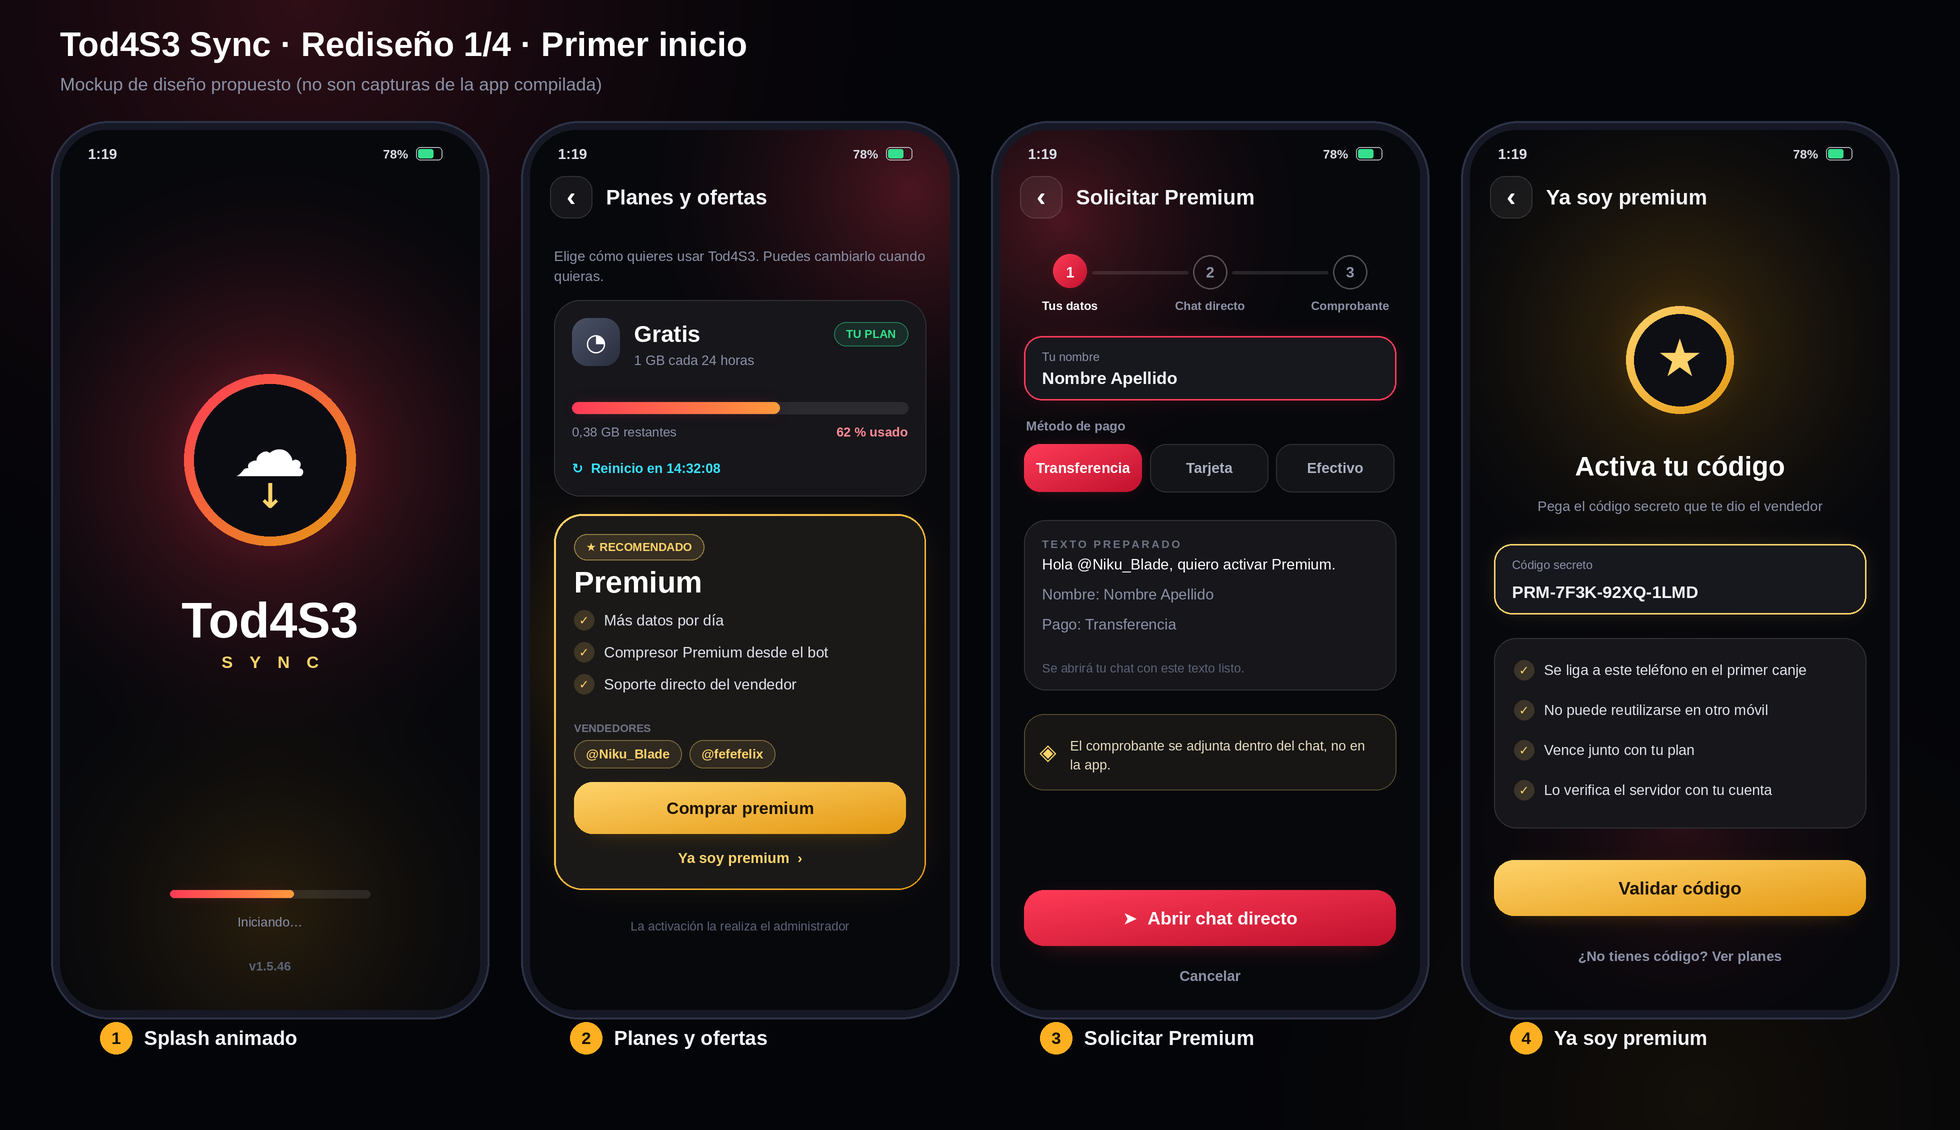 Tod4S3 Sync · Rediseño 1/4 · Primer inicio
Mockup de diseño propuesto (no son capturas de la app compilada)
1:19
78%
Tod4S3
SYNC
Iniciando...
v1.5.46
1 Splash animado
1:19
78%
‹ Planes y ofertas
Elige cómo quieres usar Tod4S3. Puedes cambiarlo cuando
quieras.
Gratis
TU PLAN
1 GB cada 24 horas
0,38 GB restantes
62 % usado
↻ Reinicio en 14:32:08
★ RECOMENDADO
Premium
✓ Más datos por día
✓ Compresor Premium desde el bot
✓ Soporte directo del vendedor
VENDEDORES
@Niku_Blade
@fefefelix
Comprar premium
Ya soy premium ›
La activación la realiza el administrador
2 Planes y ofertas
1:19
78%
‹ Solicitar Premium
1
2
3
Tus datos
Chat directo
Comprobante
Tu nombre
Nombre Apellido
Método de pago
Transferencia
Tarjeta
Efectivo
TEXTO PREPARADO
Hola @Niku_Blade, quiero activar Premium.
Nombre: Nombre Apellido
Pago: Transferencia
Se abrirá tu chat con este texto listo.
El comprobante se adjunta dentro del chat, no en
la app.
➤ Abrir chat directo
Cancelar
3 Solicitar Premium
1:19
78%
‹ Ya soy premium
Activa tu código
Pega el código secreto que te dio el vendedor
Código secreto
PRM-7F3K-92XQ-1LMD
✓ Se liga a este teléfono en el primer canje
✓ No puede reutilizarse en otro móvil
✓ Vence junto con tu plan
✓ Lo verifica el servidor con tu cuenta
Validar código
¿No tienes código? Ver planes
4 Ya soy premium